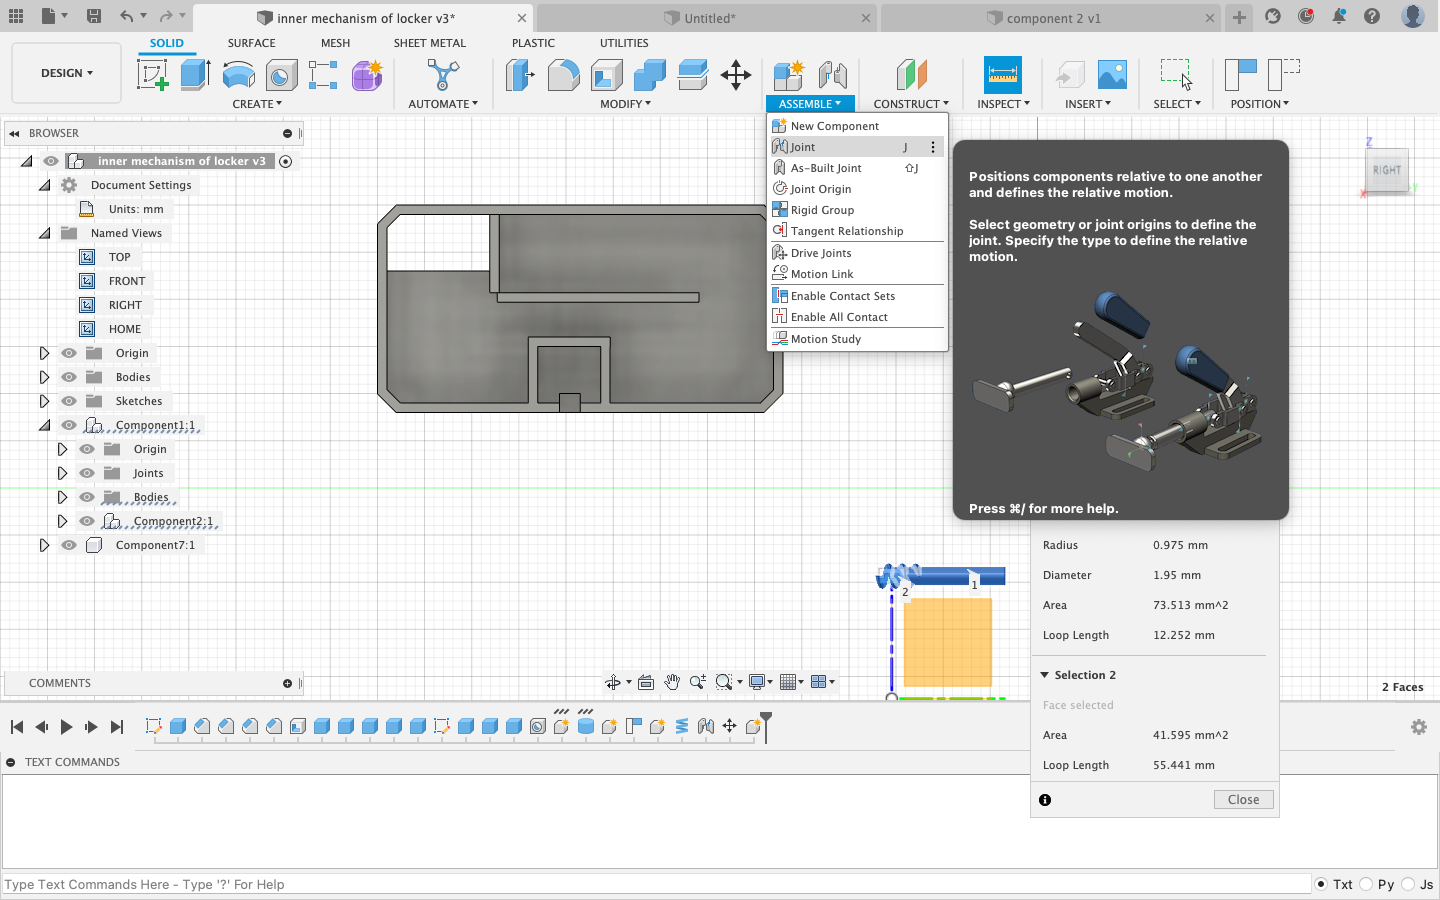 inner mechanism of locker v3*
Untitled*
component 2 v1
DESIGN
SOLID
SURFACE
MESH
SHEET METAL
PLASTIC
UTILITIES
CREATE
AUTOMATE
MODIFY
ASSEMBLE
CONSTRUCT
INSPECT
INSERT
SELECT
POSITION
BROWSER
inner mechanism of locker v3
Document Settings
Units: mm
Named Views
TOP
FRONT
RIGHT
HOME
Origin
Bodies
Sketches
Component1:1
Origin
Joints
Bodies
Component2:1
Component7:1
New Component
Joint J
As-Built Joint ⇧J
Joint Origin
Rigid Group
Tangent Relationship
Drive Joints
Motion Link
Enable Contact Sets
Enable All Contact
Motion Study
Positions components relative to one another
and defines the relative motion.
Select geometry or joint origins to define the
joint. Specify the type to define the relative
motion.
Press ⌘/ for more help.
Z
RIGHT
X
Y
2
1
Radius 0.975 mm
Diameter 1.95 mm
Area 73.513 mm^2
Loop Length 12.252 mm
Selection 2
Face selected
Area 41.595 mm^2
Loop Length 55.441 mm
Close
2 Faces
COMMENTS
TEXT COMMANDS
Type Text Commands Here - Type '?' For Help
Txt Py Js